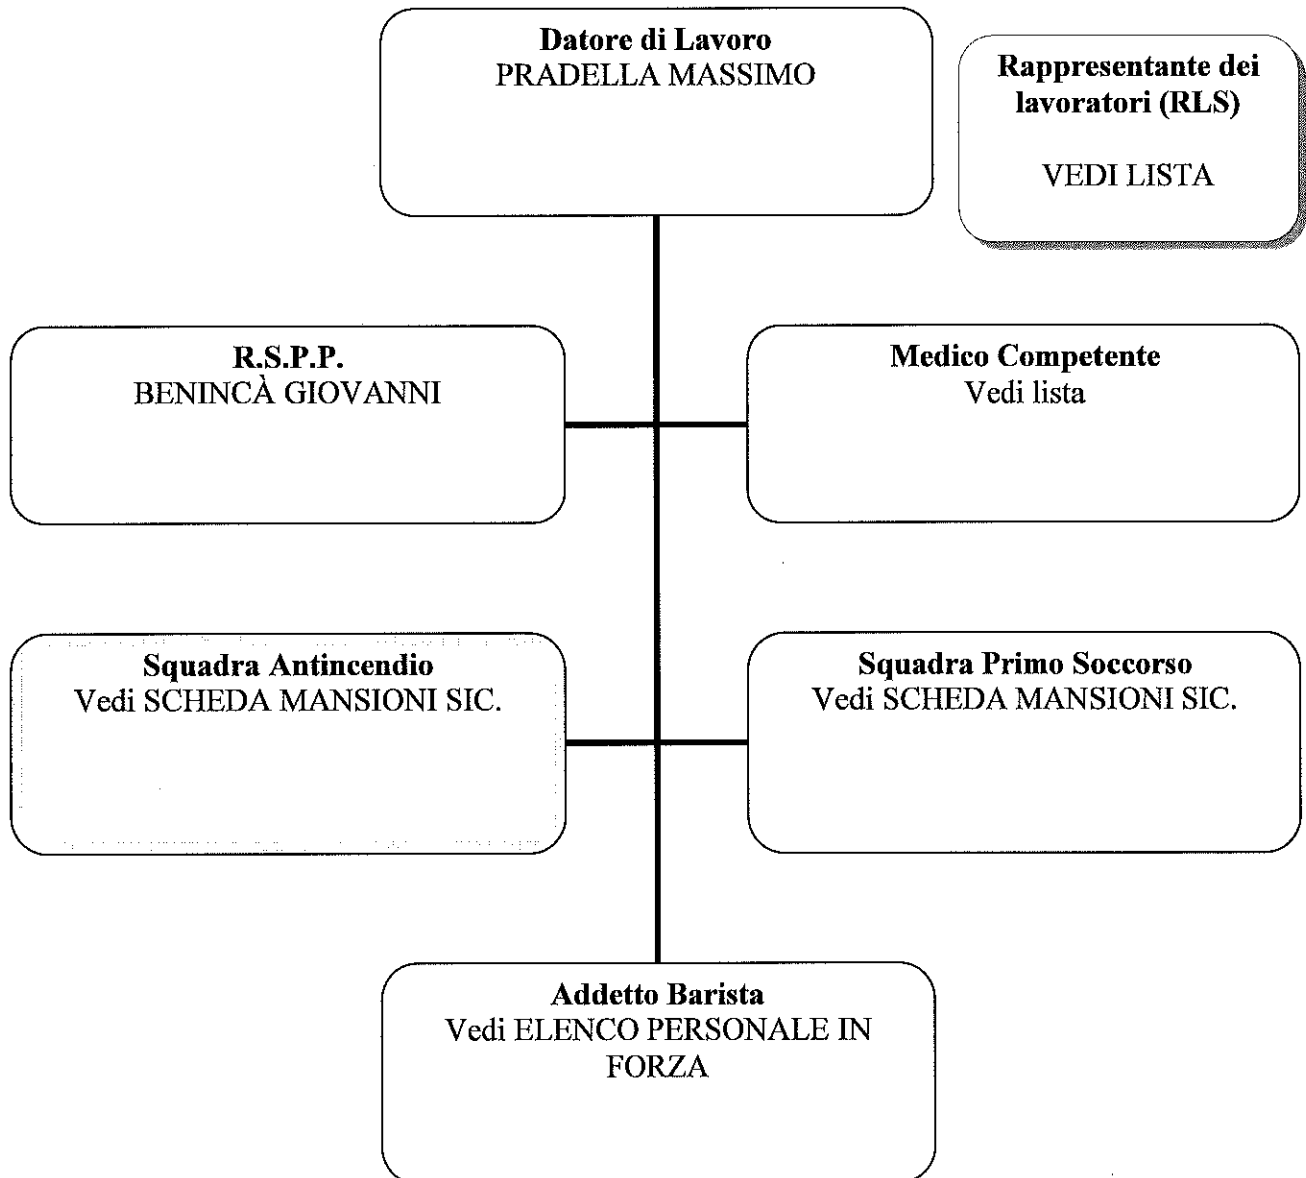 Datore di Lavoro
PRADELLA MASSIMO
Rappresentante dei
lavoratori (RLS)
VEDI LISTA
R.S.P.P.
BENINCÀ GIOVANNI
Medico Competente
Vedi lista
Squadra Antincendio
Vedi SCHEDA MANSIONI SIC.
Squadra Primo Soccorso
Vedi SCHEDA MANSIONI SIC.
Addetto Barista
Vedi ELENCO PERSONALE IN
FORZA